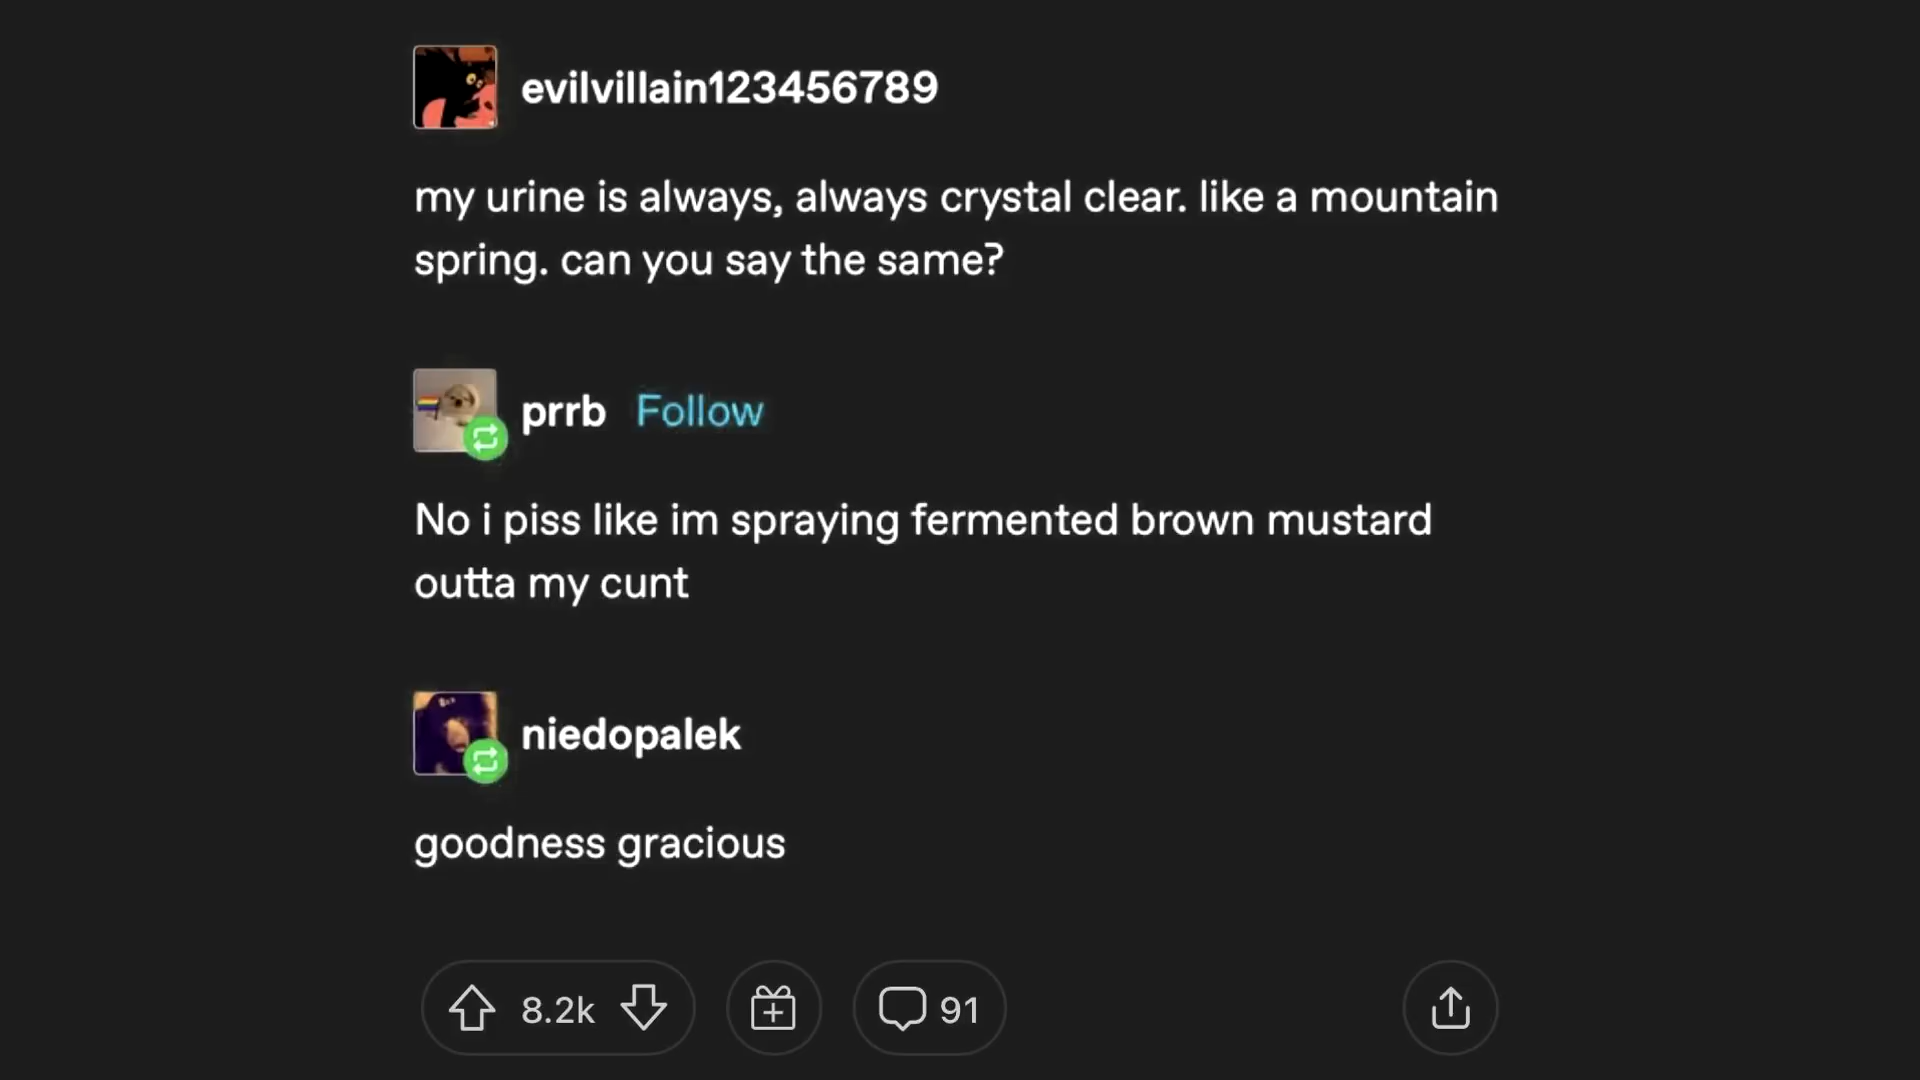 evilvillain123456789
my urine is always, always crystal clear. like a mountain
spring. can you say the same?
prrb Follow
No i piss like im spraying fermented brown mustard
outta my cunt
niedopalek
goodness gracious
8.2k 91